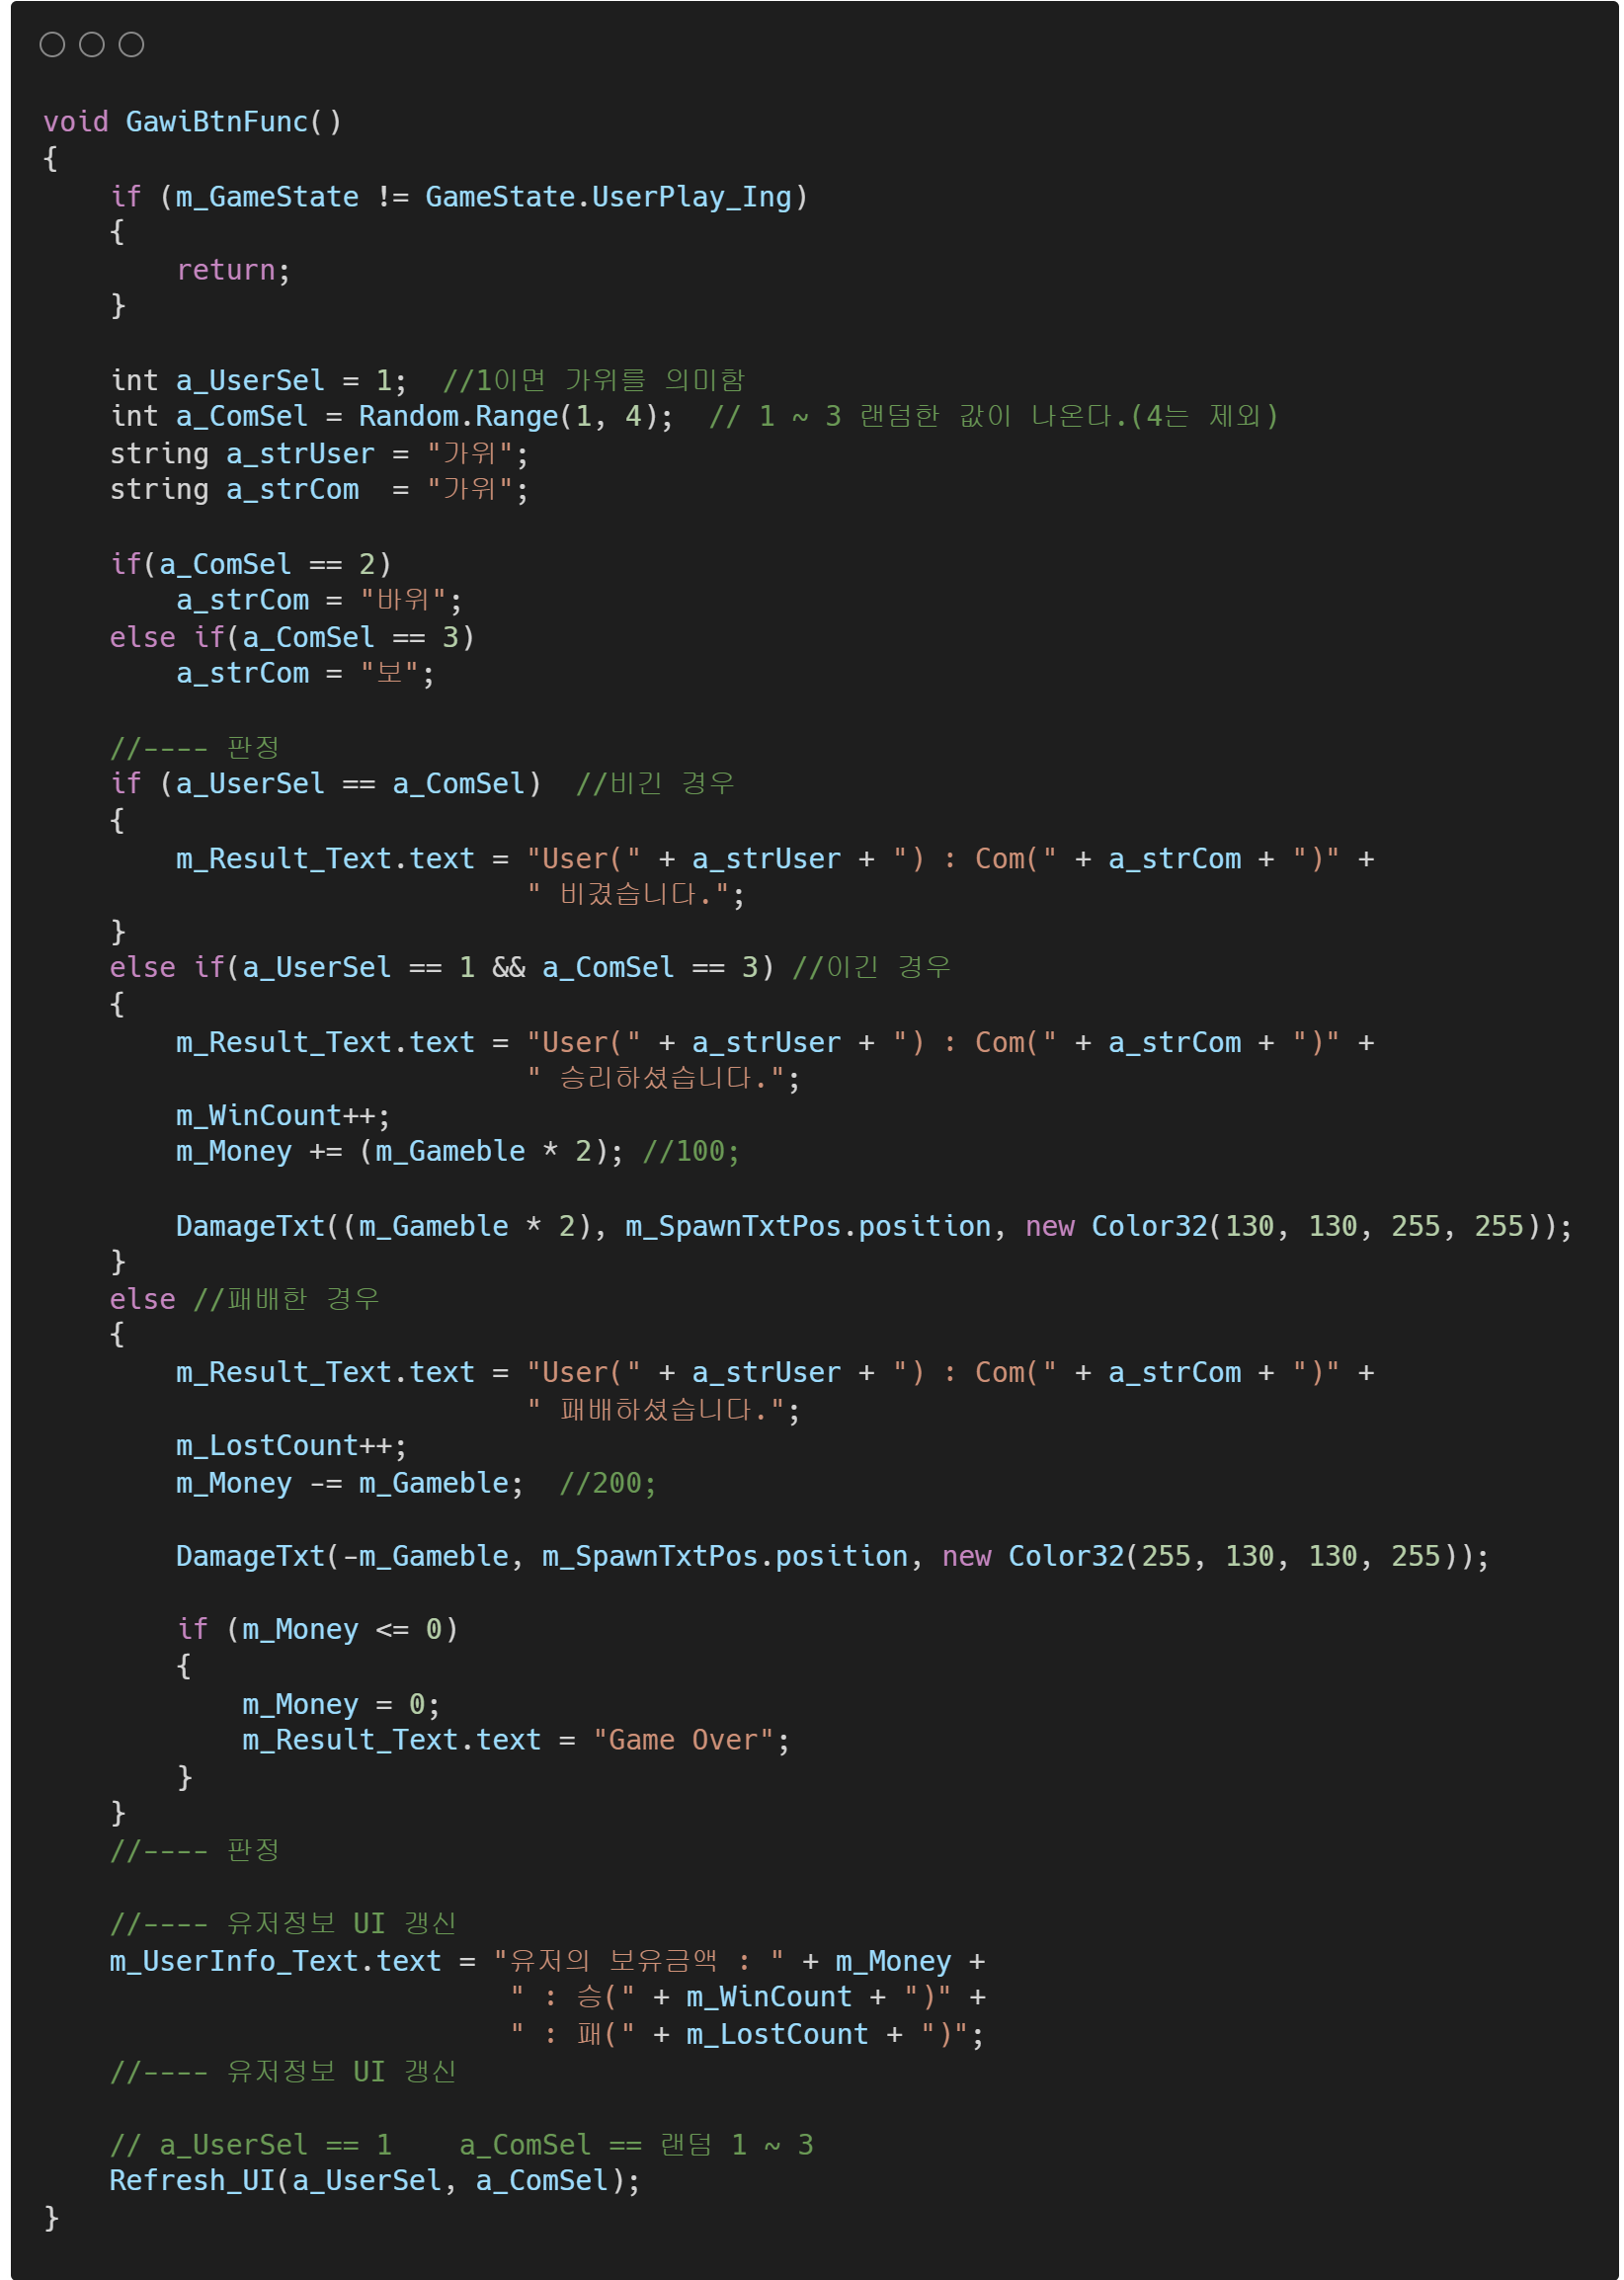 void GawiBtnFunc()
{
    if (m_GameState != GameState.UserPlay_Ing)
    {
        return;
    }

    int a_UserSel = 1;  //1이면 가위를 의미함
    int a_ComSel = Random.Range(1, 4);  // 1 ~ 3 랜덤한 값이 나온다.(4는 제외)
    string a_strUser = "가위";
    string a_strCom  = "가위";

    if(a_ComSel == 2)
        a_strCom = "바위";
    else if(a_ComSel == 3)
        a_strCom = "보";

    //---- 판정
    if (a_UserSel == a_ComSel)  //비긴 경우
    {
        m_Result_Text.text = "User(" + a_strUser + ") : Com(" + a_strCom + ")" +
                             " 비겼습니다.";
    }
    else if(a_UserSel == 1 && a_ComSel == 3) //이긴 경우
    {
        m_Result_Text.text = "User(" + a_strUser + ") : Com(" + a_strCom + ")" +
                             " 승리하셨습니다.";
        m_WinCount++;
        m_Money += (m_Gameble * 2); //100;

        DamageTxt((m_Gameble * 2), m_SpawnTxtPos.position, new Color32(130, 130, 255, 255));
    }
    else //패배한 경우
    {
        m_Result_Text.text = "User(" + a_strUser + ") : Com(" + a_strCom + ")" +
                             " 패배하셨습니다.";
        m_LostCount++;
        m_Money -= m_Gameble;  //200;

        DamageTxt(-m_Gameble, m_SpawnTxtPos.position, new Color32(255, 130, 130, 255));

        if (m_Money <= 0)
        {
            m_Money = 0;
            m_Result_Text.text = "Game Over";
        }
    }
    //---- 판정

    //---- 유저정보 UI 갱신
    m_UserInfo_Text.text = "유저의 보유금액 : " + m_Money +
                            " : 승(" + m_WinCount + ")" +
                            " : 패(" + m_LostCount + ")";
    //---- 유저정보 UI 갱신

    // a_UserSel == 1    a_ComSel == 랜덤 1 ~ 3
    Refresh_UI(a_UserSel, a_ComSel);
}